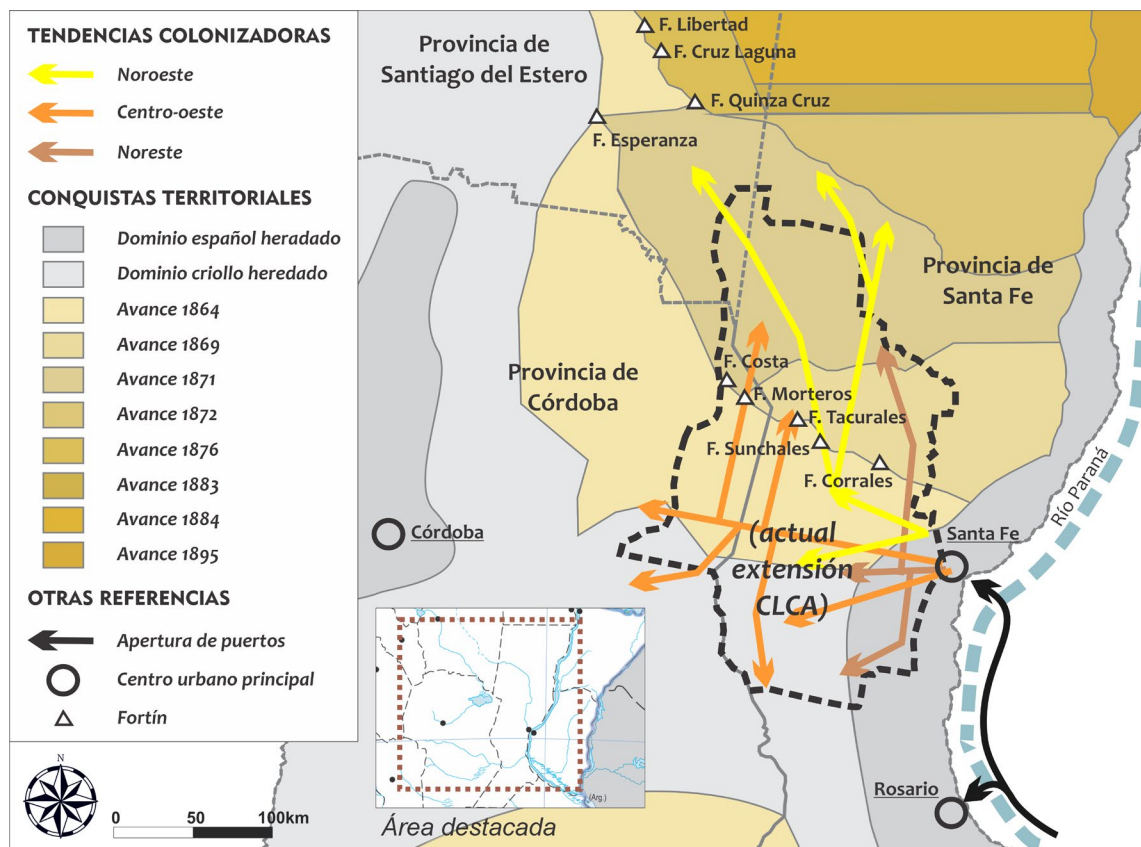 TENDENCIAS COLONIZADORAS
Noroeste
Centro-oeste
Noreste
CONQUISTAS TERRITORIALES
Dominio español heradado
Dominio criollo heredado
Avance 1864
Avance 1869
Avance 1871
Avance 1872
Avance 1876
Avance 1883
Avance 1884
Avance 1895
OTRAS REFERENCIAS
Apertura de puertos
Centro urbano principal
Fortín
N
0
50
100km
Provincia de
Santiago del Estero
F. Libertad
F. Cruz Laguna
F. Quinza Cruz
F. Esperanza
Provincia de
Santa Fe
Provincia de
Córdoba
F. Costa
F. Morteros
F. Tacurales
F. Sunchales
F. Corrales
Río Paraná
Córdoba
Santa Fe
(actual
extensión
CLCA)
Rosario
(Arg.)
Área destacada